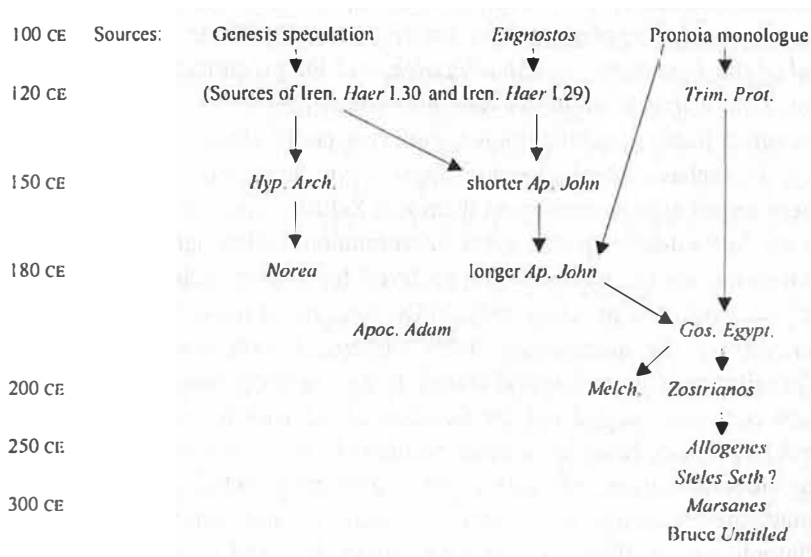 100 CE Sources: Genesis speculation Eugnostos Pronoia monologue
120 CE (Sources of Iren. Haer I.30 and Iren. Haer I.29) Trim. Prot.
150 CE Hyp. Arch. shorter Ap. John
180 CE Norea longer Ap. John
Apoc. Adam Gos. Egypt.
200 CE Melch. Zostrianos
250 CE Allogenes
Steles Seth?
300 CE Marsanes
Bruce Untitled